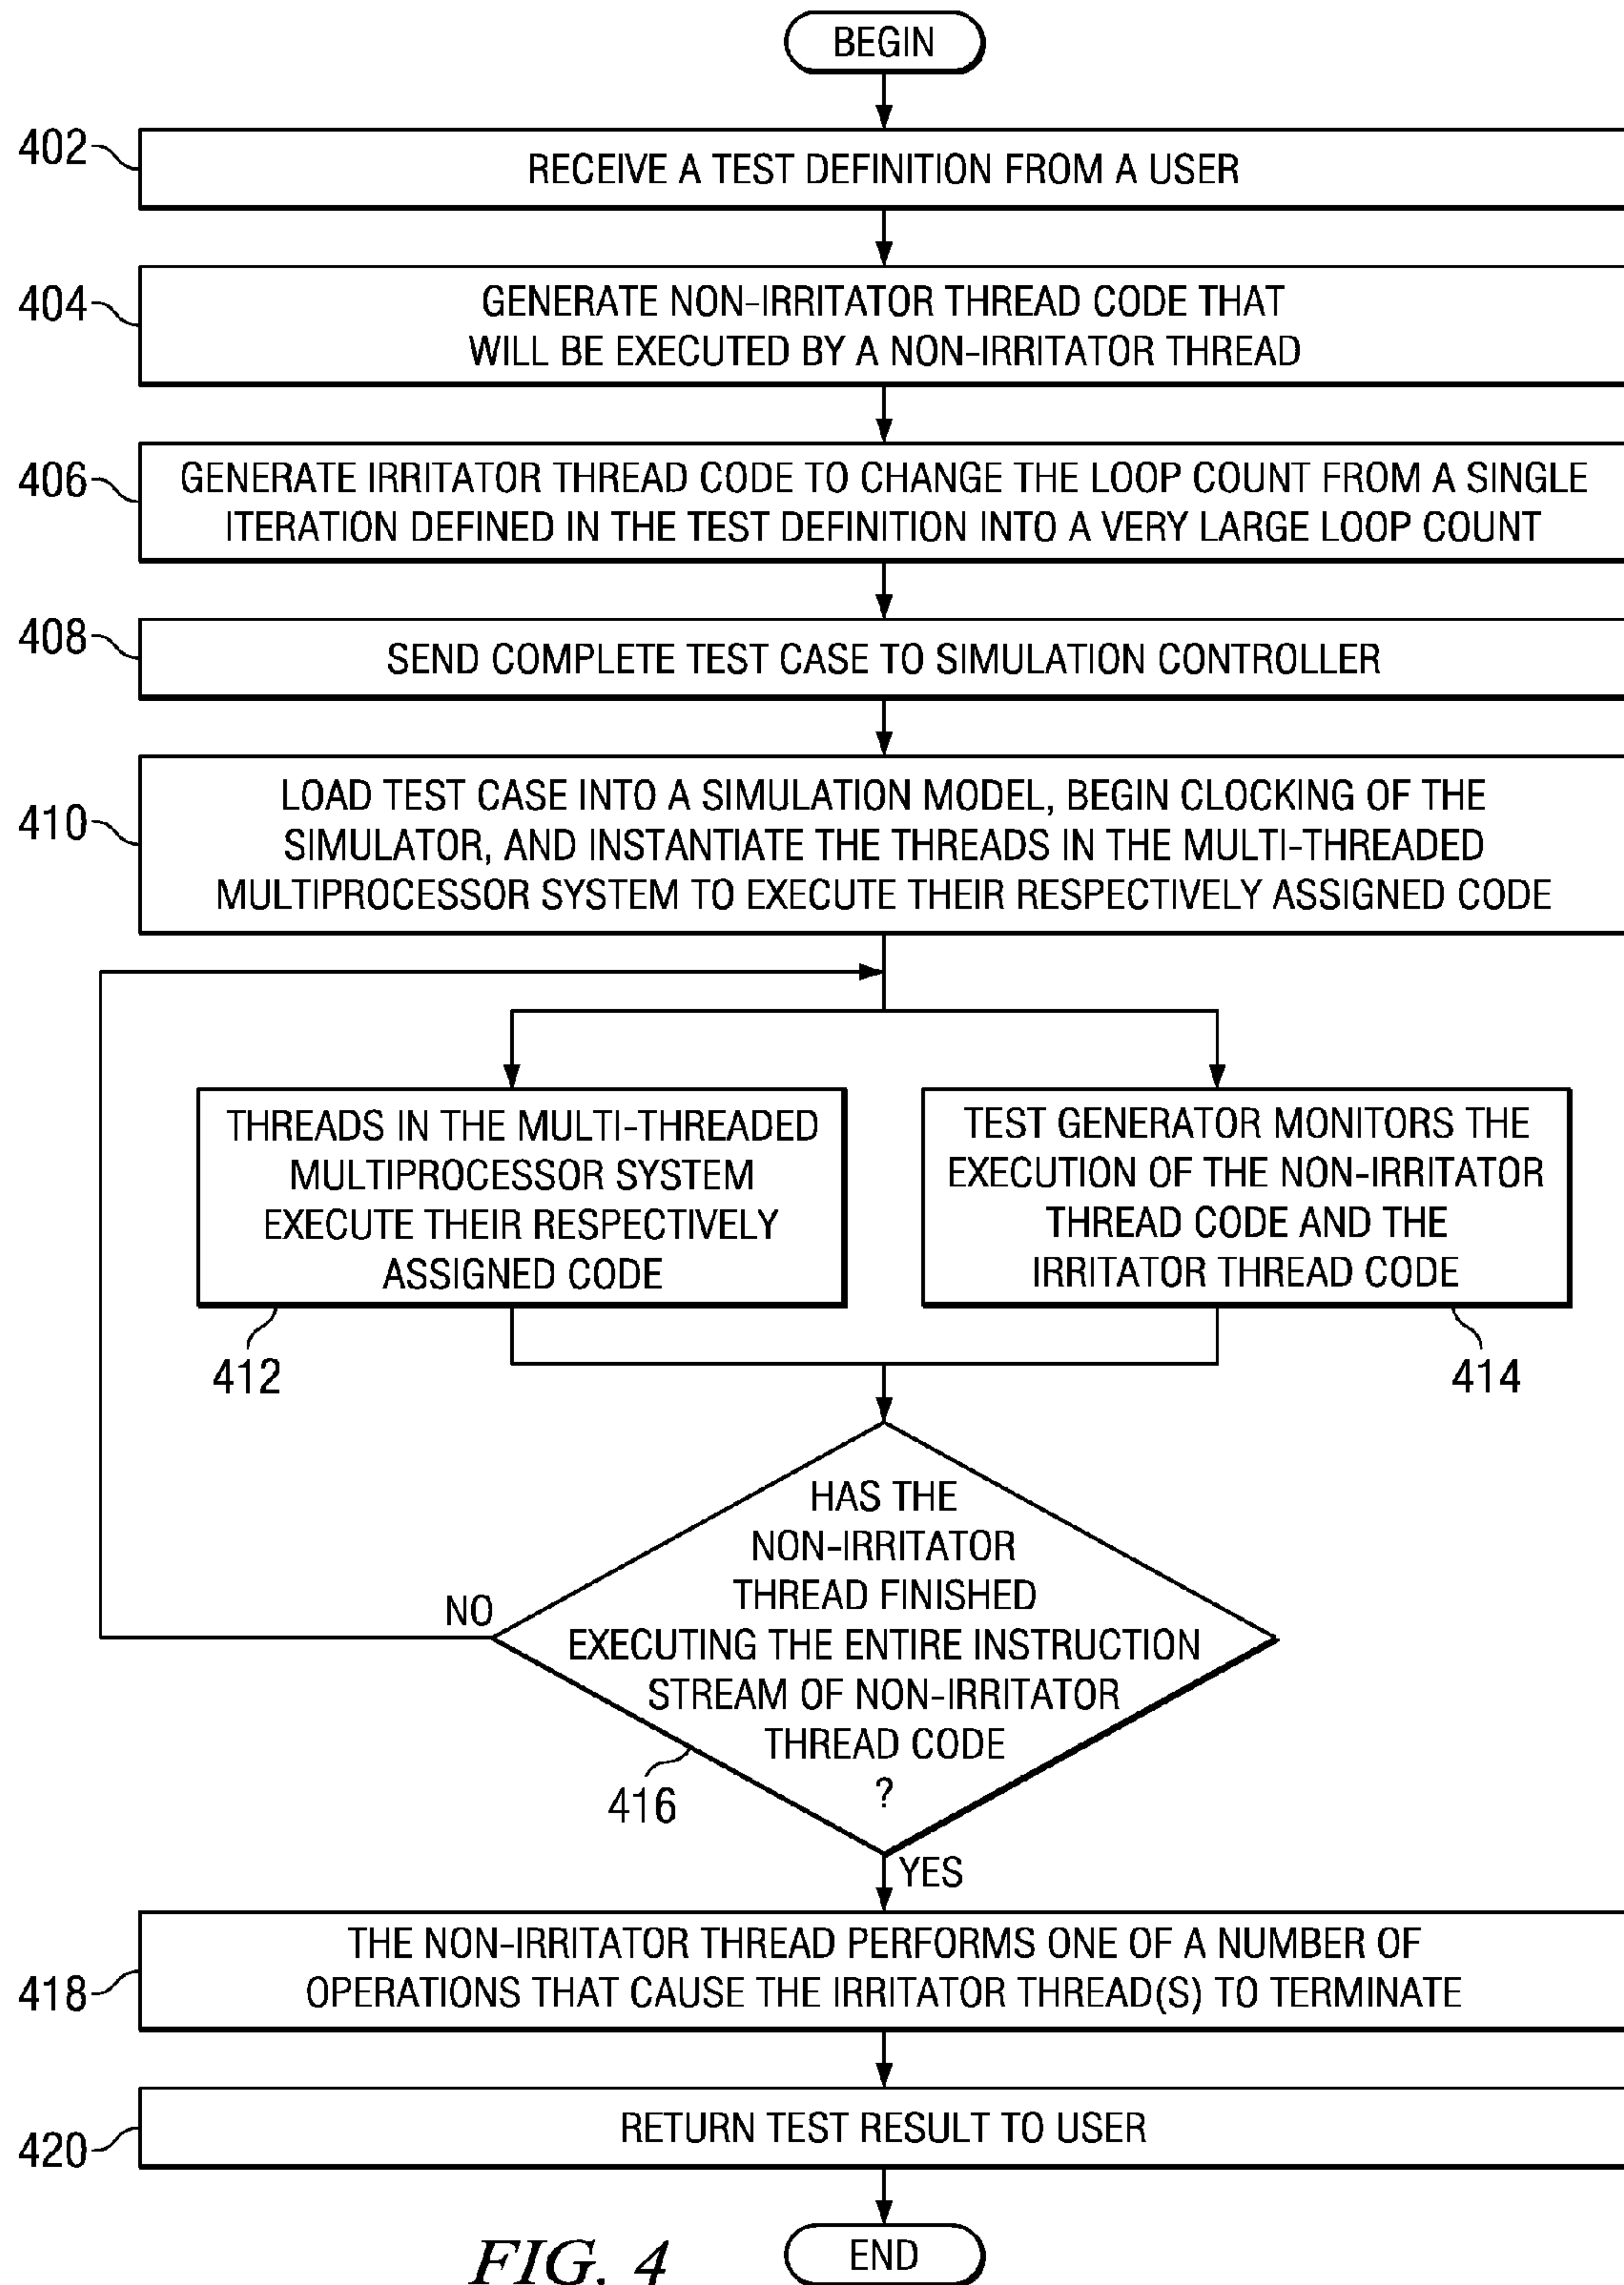 BEGIN
402
RECEIVE A TEST DEFINITION FROM A USER
404
GENERATE NON-IRRITATOR THREAD CODE THAT
WILL BE EXECUTED BY A NON-IRRITATOR THREAD
406
GENERATE IRRITATOR THREAD CODE TO CHANGE THE LOOP COUNT FROM A SINGLE
ITERATION DEFINED IN THE TEST DEFINITION INTO A VERY LARGE LOOP COUNT
408
SEND COMPLETE TEST CASE TO SIMULATION CONTROLLER
410
LOAD TEST CASE INTO A SIMULATION MODEL, BEGIN CLOCKING OF THE
SIMULATOR, AND INSTANTIATE THE THREADS IN THE MULTI-THREADED
MULTIPROCESSOR SYSTEM TO EXECUTE THEIR RESPECTIVELY ASSIGNED CODE
THREADS IN THE MULTI-THREADED
MULTIPROCESSOR SYSTEM
EXECUTE THEIR RESPECTIVELY
ASSIGNED CODE
412
TEST GENERATOR MONITORS THE
EXECUTION OF THE NON-IRRITATOR
THREAD CODE AND THE
IRRITATOR THREAD CODE
414
HAS THE
NON-IRRITATOR
THREAD FINISHED
EXECUTING THE ENTIRE INSTRUCTION
STREAM OF NON-IRRITATOR
THREAD CODE
?
NO
416
YES
418
THE NON-IRRITATOR THREAD PERFORMS ONE OF A NUMBER OF
OPERATIONS THAT CAUSE THE IRRITATOR THREAD(S) TO TERMINATE
420
RETURN TEST RESULT TO USER
END
FIG. 4